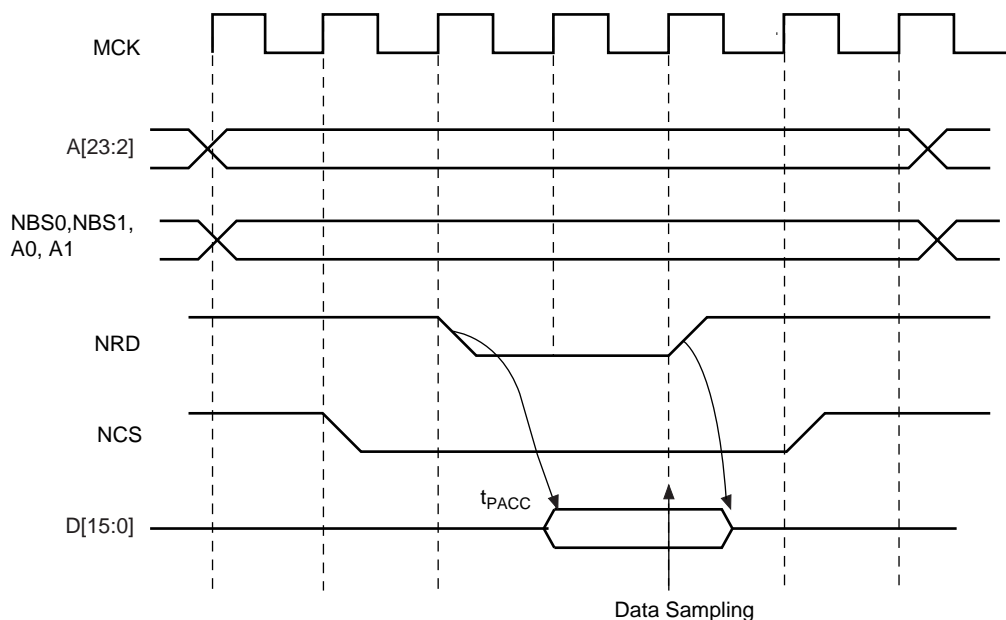 MCK
A[23:2]
NBS0,NBS1,
A0, A1
NRD
NCS
tPACC
D[15:0]
Data Sampling